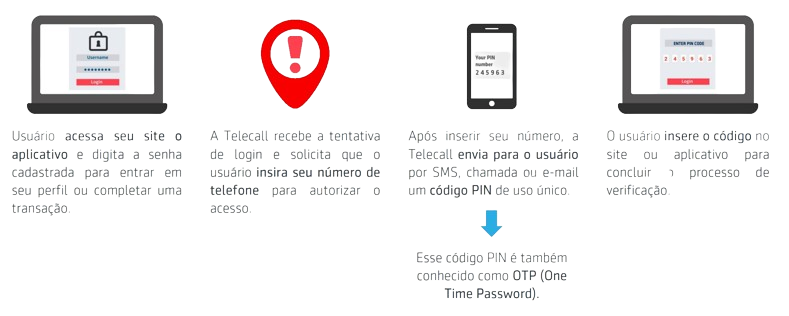 Username
Login
Your PIN
number
2 4 5 9 6 3
ENTER PIN CODE
2 4 5 9 6 3
Login
Usuário acessa seu site o
aplicativo e digita a senha
cadastrada para entrar em
seu perfil ou completar uma
transação.
A Telecall recebe a tentativa
de login e solicita que o
usuário insira seu número de
telefone para autorizar o
acesso.
Após inserir seu número, a
Telecall envia para o usuário
por SMS, chamada ou e-mail
um código PIN de uso único.
Esse código PIN é também
conhecido como OTP (One
Time Password).
O usuário insere o código no
site ou aplicativo para
concluir processo de
verificação.